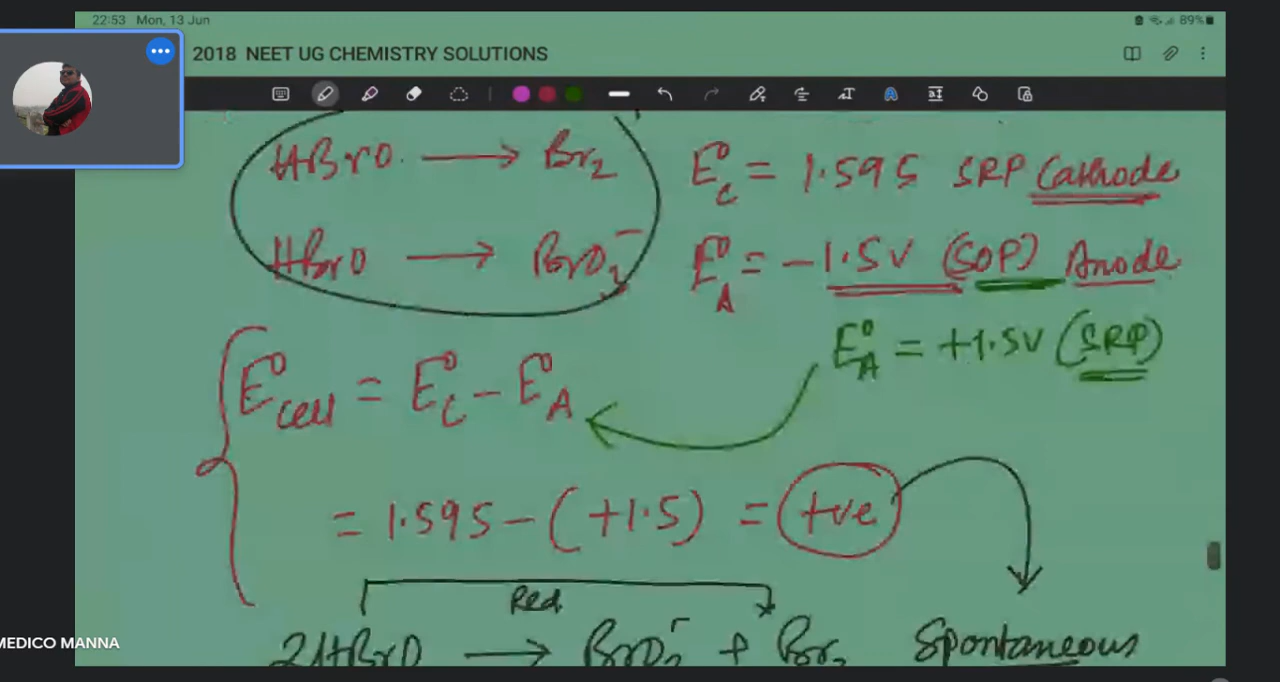 22:53 Mon, 13 Jun
89%
2018 NEET UG CHEMISTRY SOLUTIONS
HBrO. → Br₂ E°C = 1.595 SRP Cathode
HBrO → BrO₃⁻ E°A = -1.5V (SOP) Anode
E°A = +1.5V (SRP)
E°cell = E°C - E°A
= 1.595 - (+1.5) = +ve
Red.
2HBrO → BrO₃⁻ + Br₂ Spontaneous
MEDICO MANNA